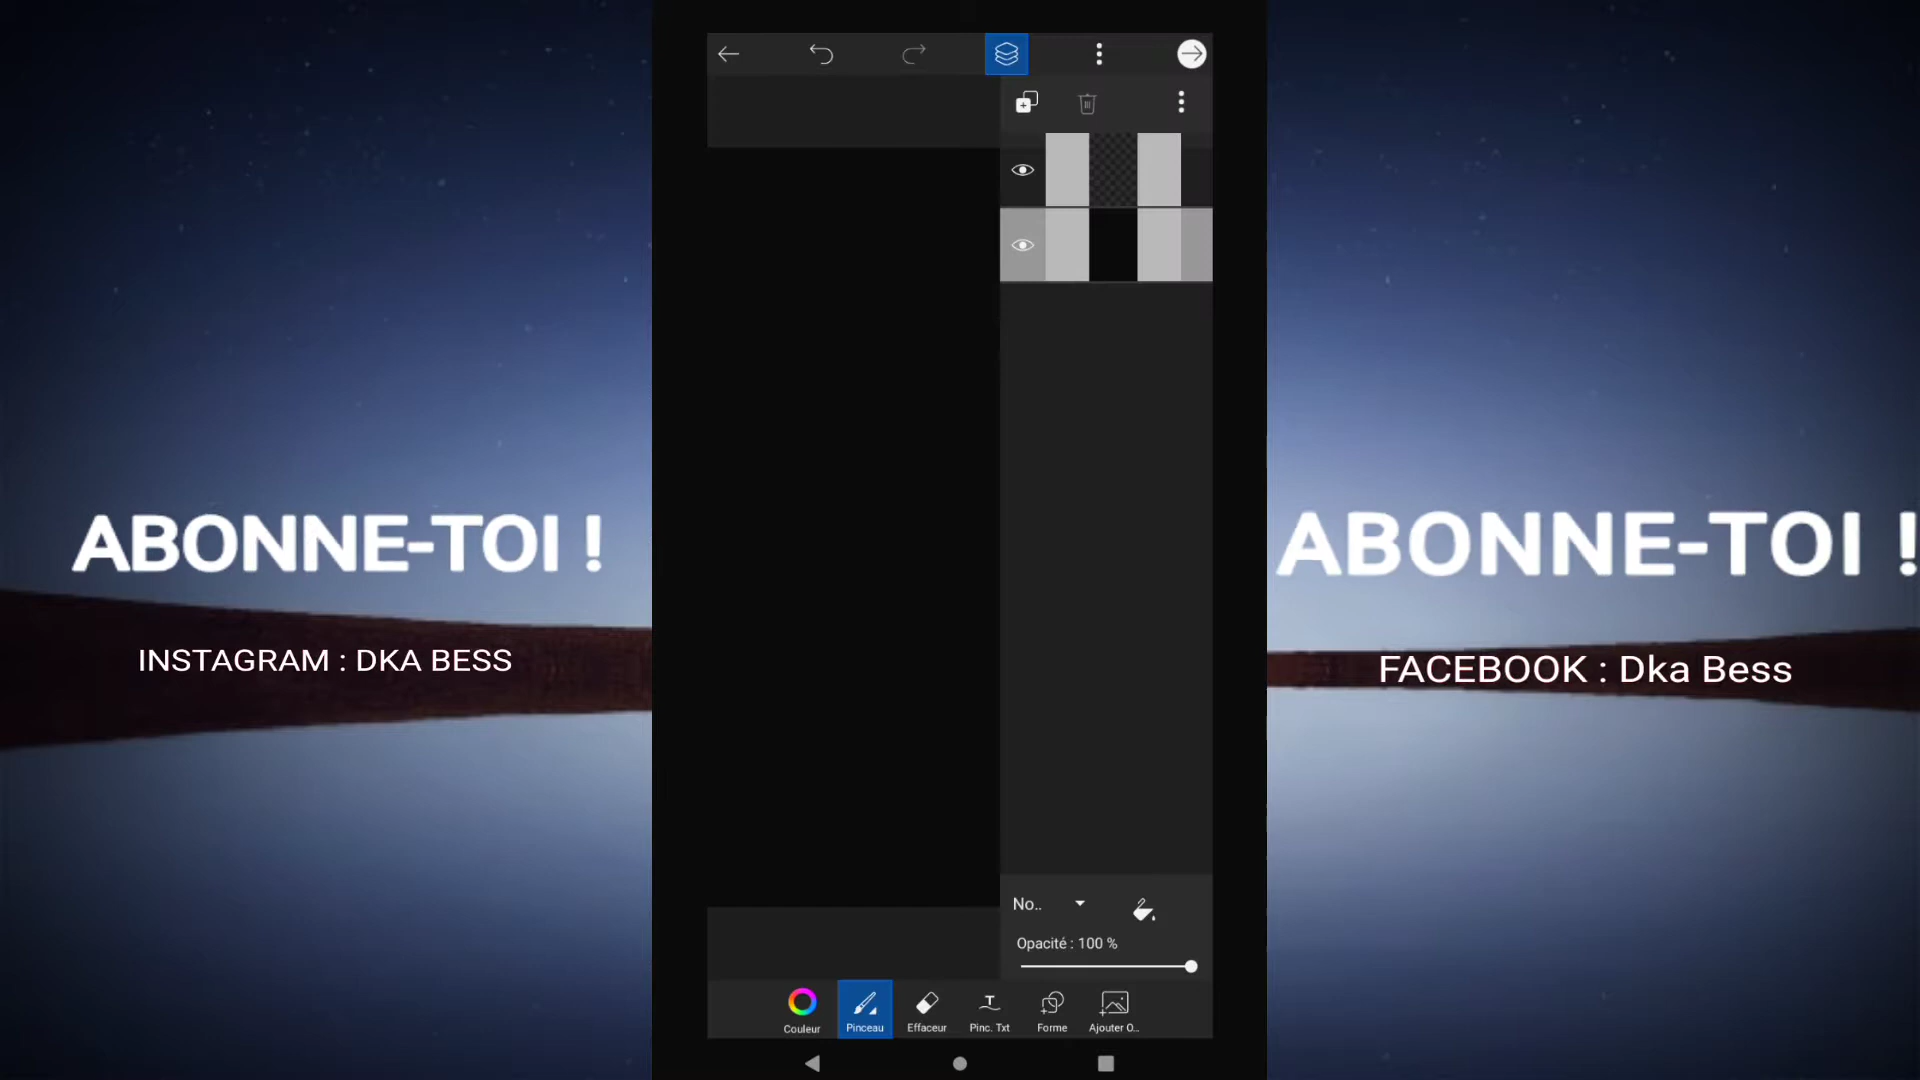 ABONNE-TOI !
INSTAGRAM : DKA BESS
No..
Opacité : 100 %
Couleur
Pinceau
Effaceur
Pinc. Txt
Forme
Ajouter O...
ABONNE-TOI !
FACEBOOK : Dka Bess